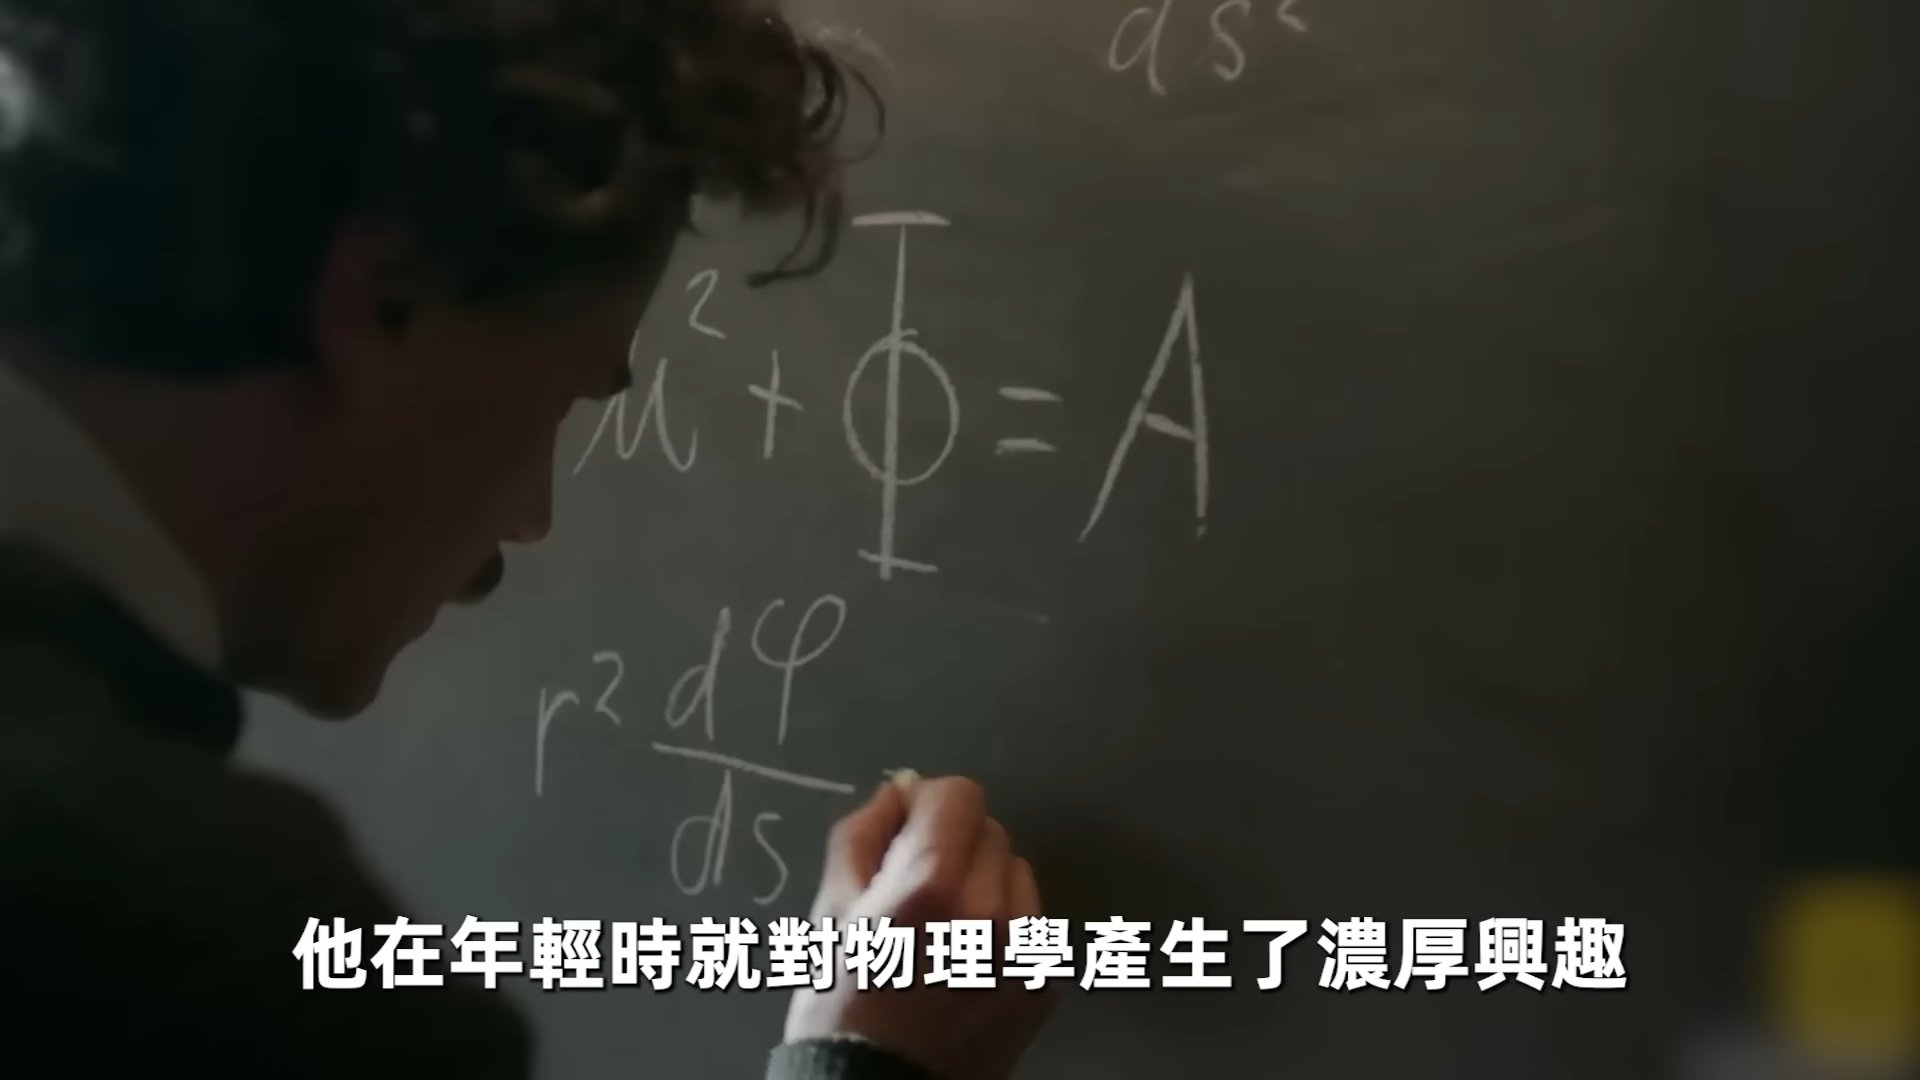 ds²
u² + Φ = A
r² dφ
ds
他在年輕時就對物理學產生了濃厚興趣